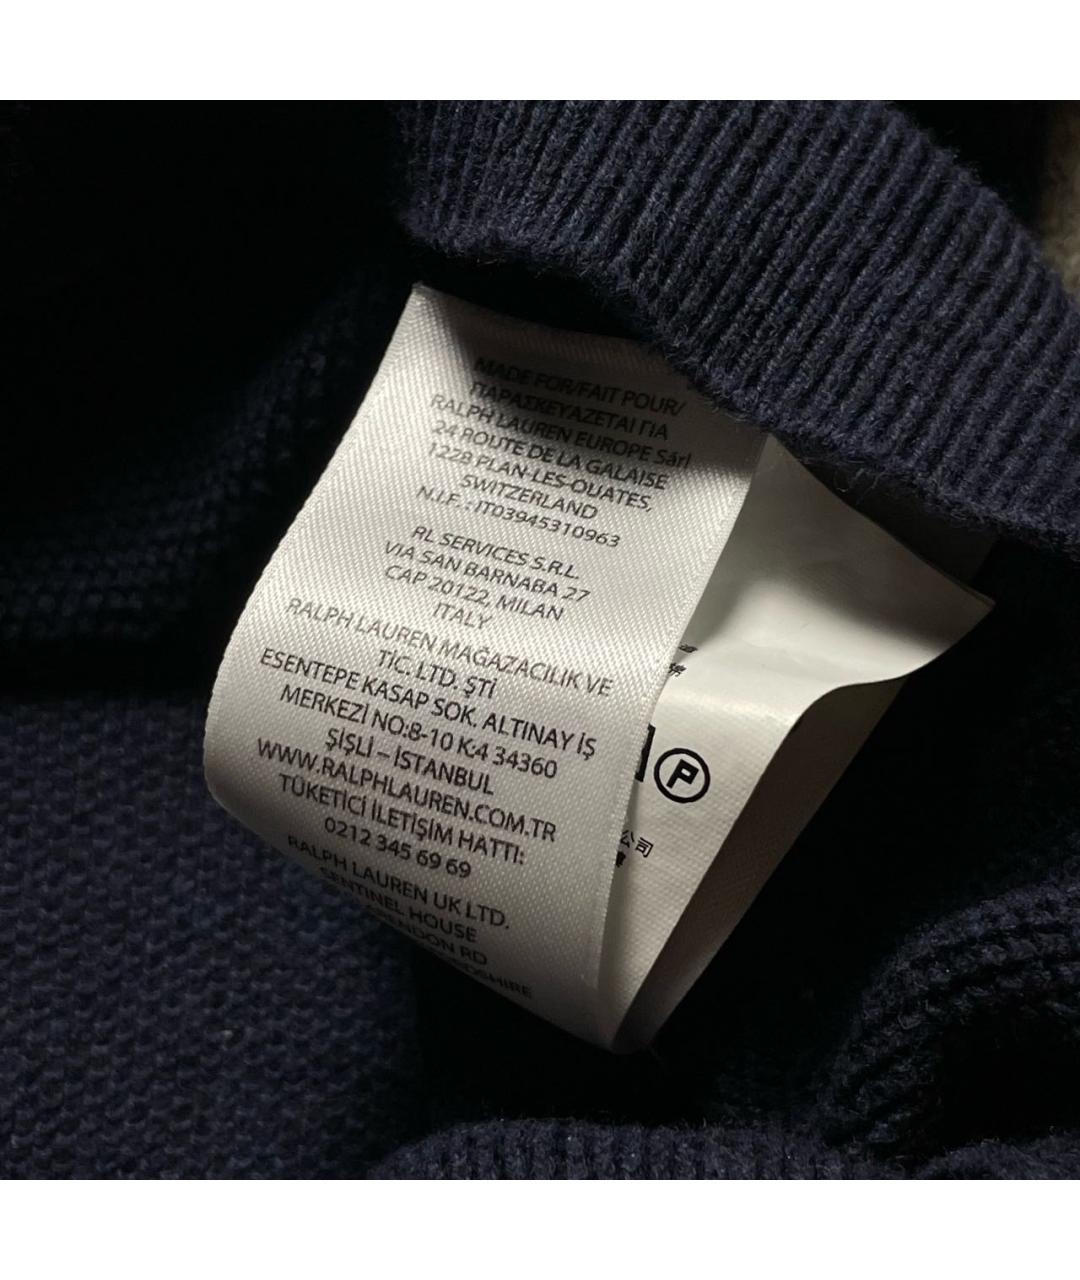 MADE FOR/FAIT POUR/
ΠΑΡΑΣΚΕΥΑΖΕΤΑΙ ΓΙΑ
RALPH LAUREN EUROPE Sàrl
24 ROUTE DE LA GALAISE
1228 PLAN-LES-OUATES,
SWITZERLAND
N.I.F. : IT03945310963
RL SERVICES S.R.L.
VIA SAN BARNABA 27
CAP 20122, MILAN
ITALY
RALPH LAUREN MAĞAZACILIK VE
TİC. LTD. ŞTİ
ESENTEPE KASAP SOK. ALTINAY İŞ
MERKEZİ NO:8-10 K:4 34360
ŞİŞLİ – İSTANBUL
WWW.RALPHLAUREN.COM.TR
TÜKETİCİ İLETİŞİM HATTI:
0212 345 69 69
RALPH LAUREN UK LTD.
SENTINEL HOUSE
RD
P
公司